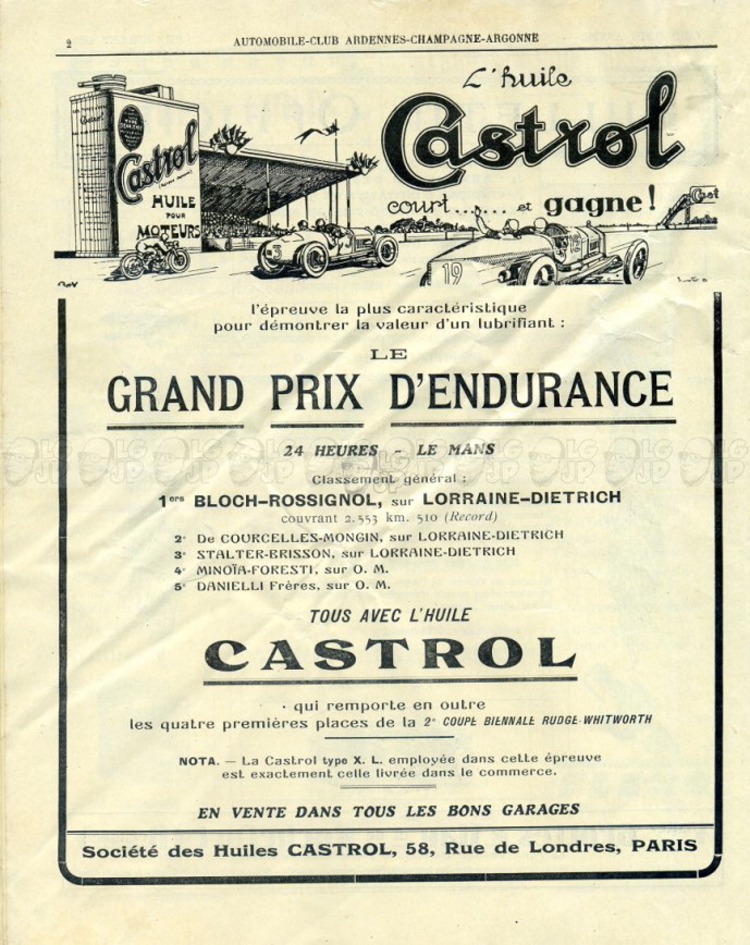 2
AUTOMOBILE-CLUB ARDENNES-CHAMPAGNE-ARGONNE
L'huile
Castrol
court...... et gagne !
Castrol
HUILE
POUR
MOTEURS
3
19
l'épreuve la plus caractéristique
pour démontrer la valeur d'un lubrifiant :
LE
GRAND PRIX D'ENDURANCE
24 HEURES - LE MANS
Classement général :
1ers BLOCH-ROSSIGNOL, sur LORRAINE-DIETRICH
couvrant 2.553 km. 510 (Record)
2e De COURCELLES-MONGIN, sur LORRAINE-DIETRICH
3e STALTER-BRISSON, sur LORRAINE-DIETRICH
4e MINOÏA-FORESTI, sur O. M.
5e DANIELLI Frères, sur O. M.
TOUS AVEC L'HUILE
CASTROL
qui remporte en outre
les quatre premières places de la 2e COUPE BIENNALE RUDGE-WHITWORTH
NOTA. — La Castrol type X. L. employée dans cette épreuve
est exactement celle livrée dans le commerce.
EN VENTE DANS TOUS LES BONS GARAGES
Société des Huiles CASTROL, 58, Rue de Londres, PARIS
LG
JP